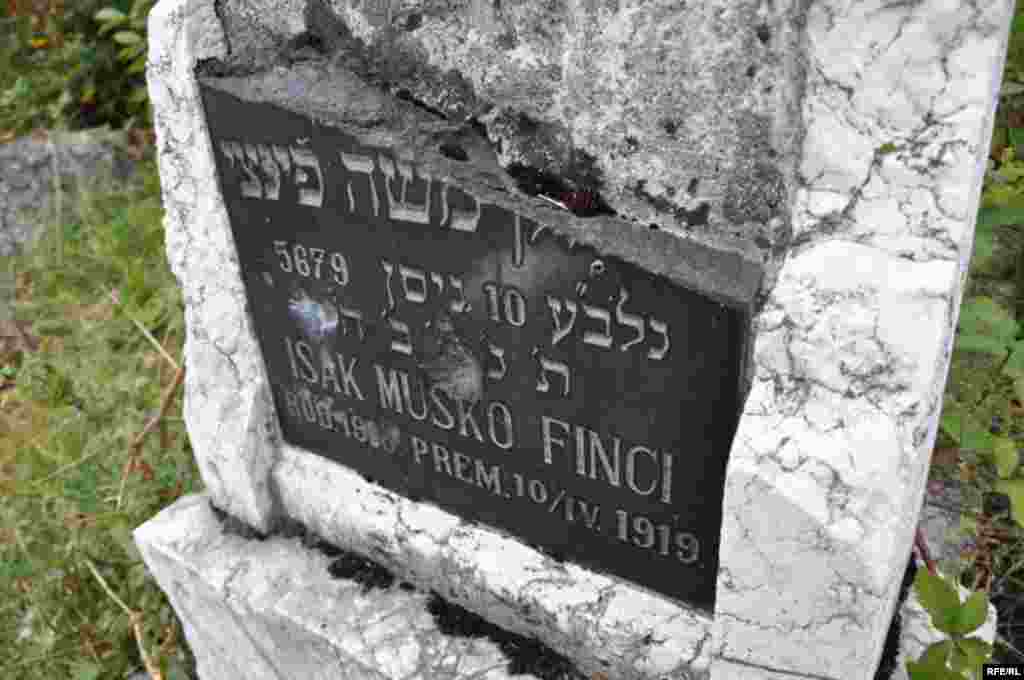 משה פינצי
נלב״ע 10 ניסן 5679
ת׳ נ׳ ב׳ ה׳
ISAK MUSKO FINCI
PREM. 10/IV. 1919.
RFE/RL